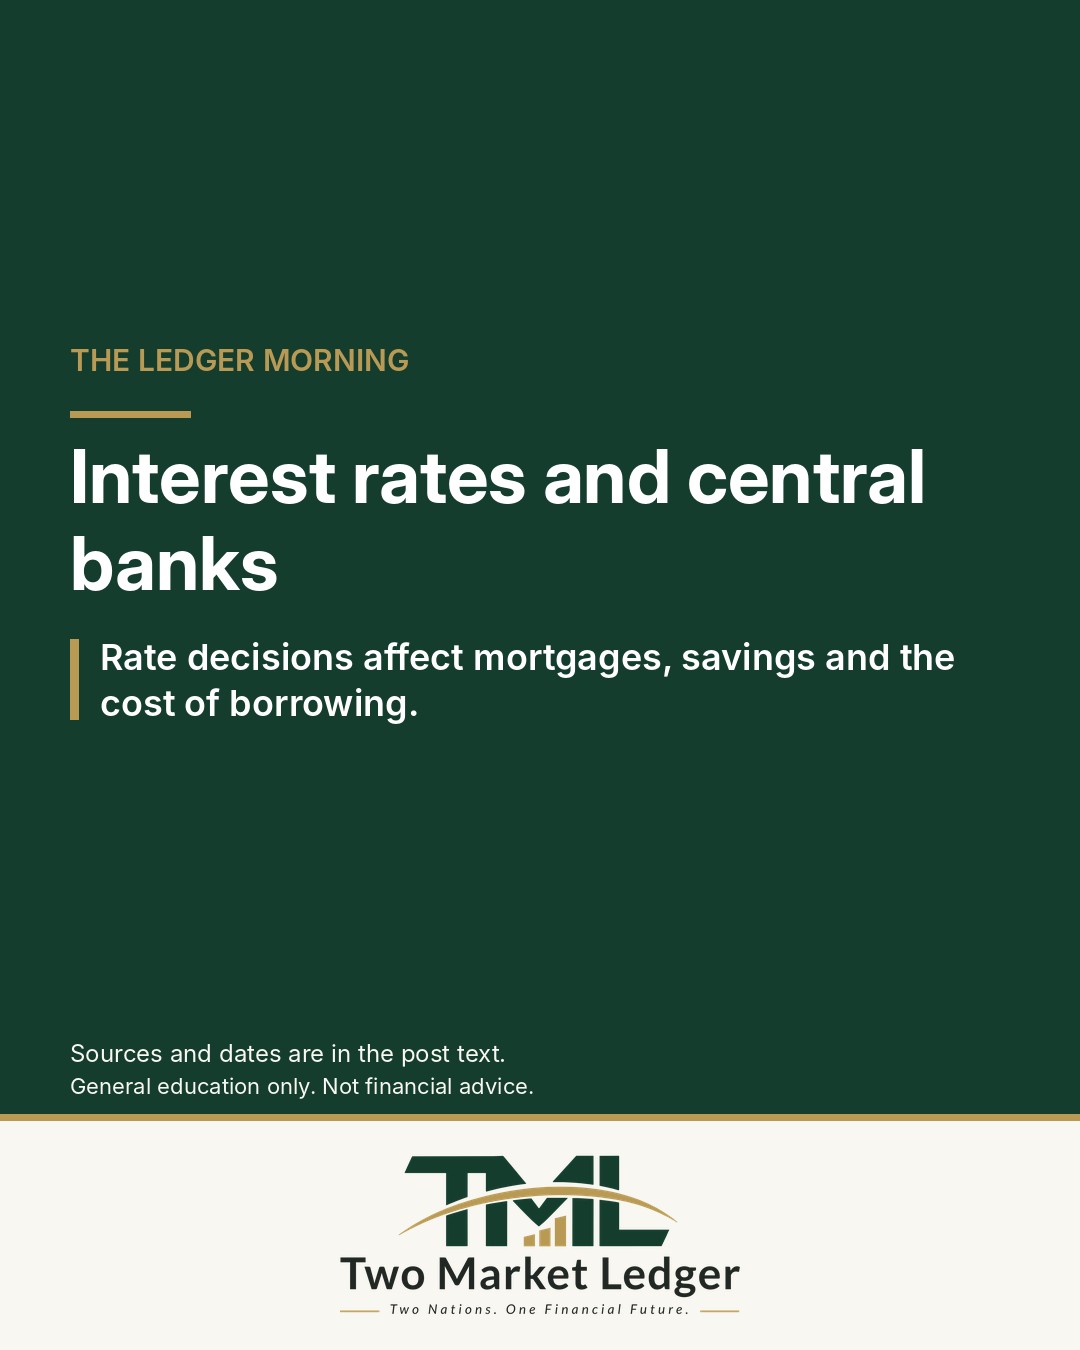 THE LEDGER MORNING
Interest rates and central
banks
Rate decisions affect mortgages, savings and the
cost of borrowing.
Sources and dates are in the post text.
General education only. Not financial advice.
TML
Two Market Ledger
Two Nations. One Financial Future.